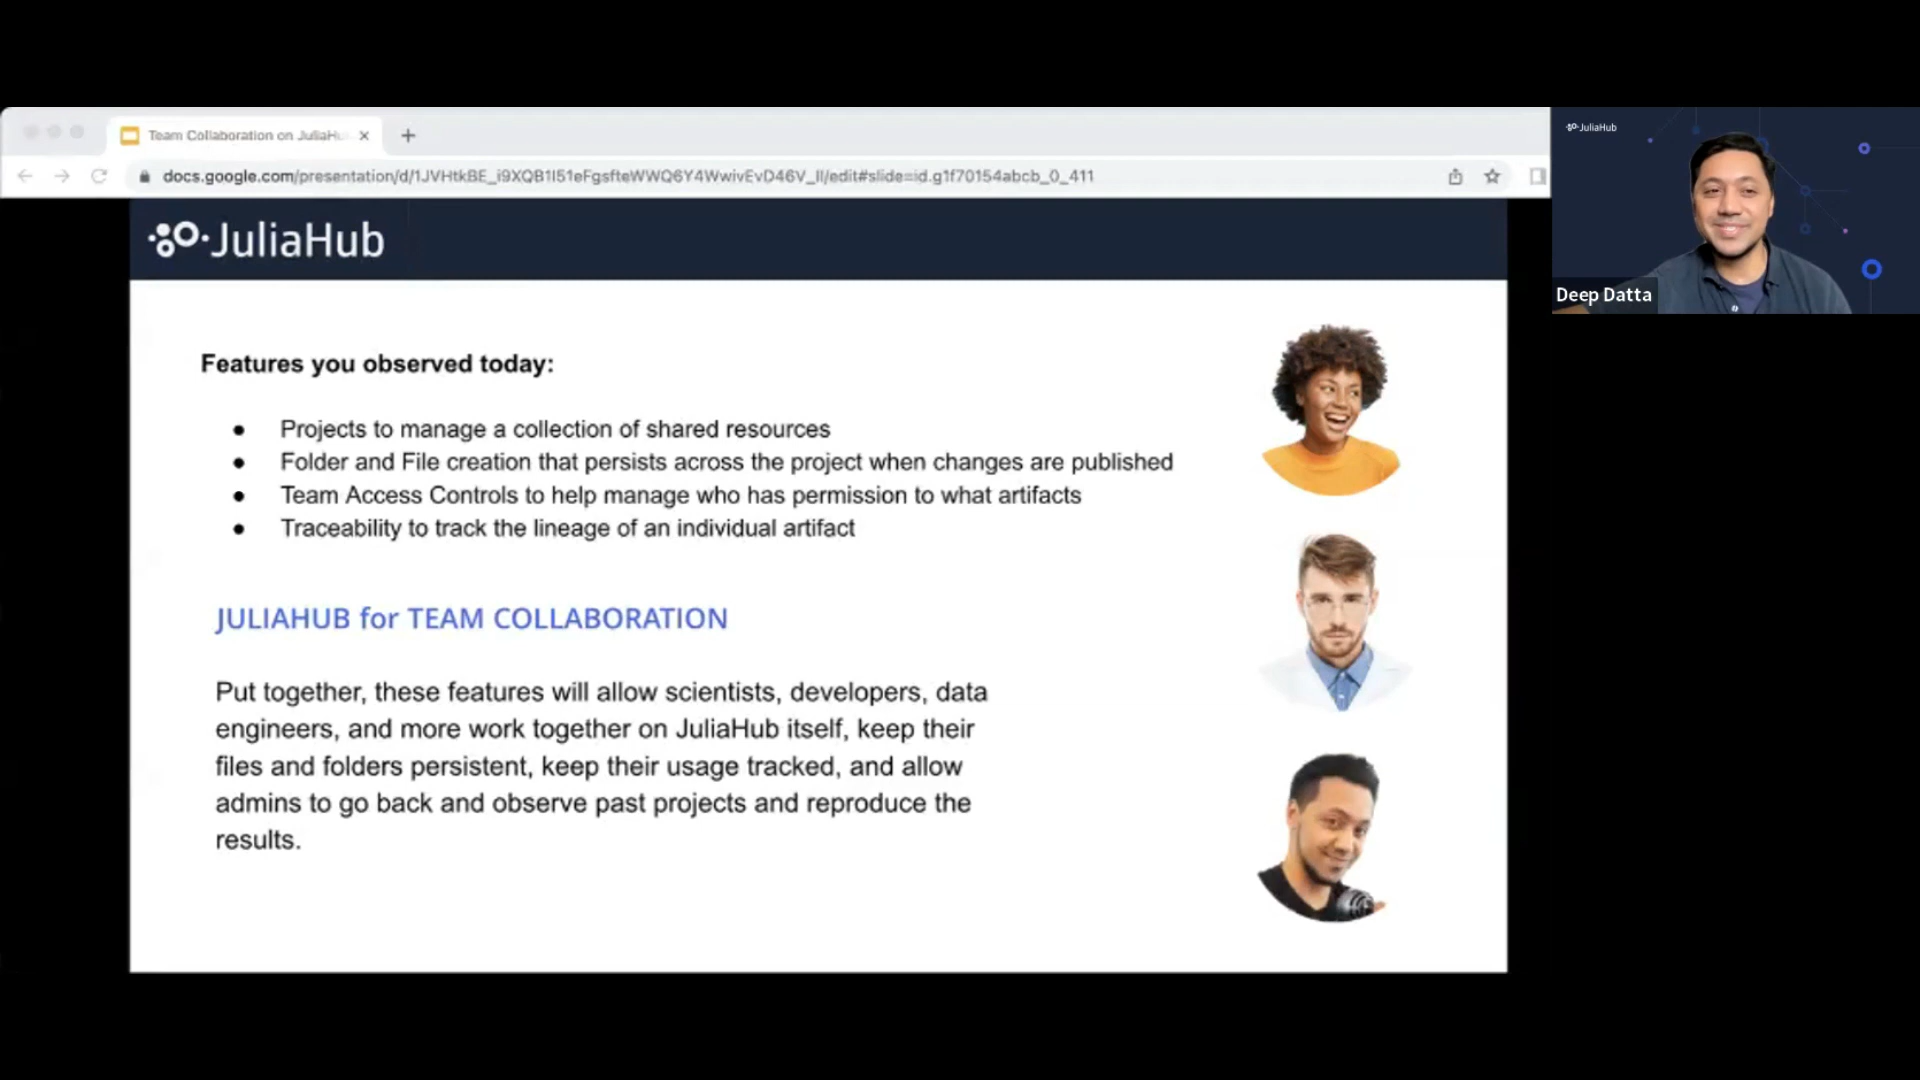 Team Collaboration on JuliaHu
docs.google.com/presentation/d/1JVHtkBE_i9XQB1I51eFgsfteWWQ6Y4WwivEvD46V_lI/edit#slide=id.g1f70154abcb_0_411
JuliaHub
Deep Datta
JuliaHub
Features you observed today:
● Projects to manage a collection of shared resources
● Folder and File creation that persists across the project when changes are published
● Team Access Controls to help manage who has permission to what artifacts
● Traceability to track the lineage of an individual artifact
JULIAHUB for TEAM COLLABORATION
Put together, these features will allow scientists, developers, data
engineers, and more work together on JuliaHub itself, keep their
files and folders persistent, keep their usage tracked, and allow
admins to go back and observe past projects and reproduce the
results.